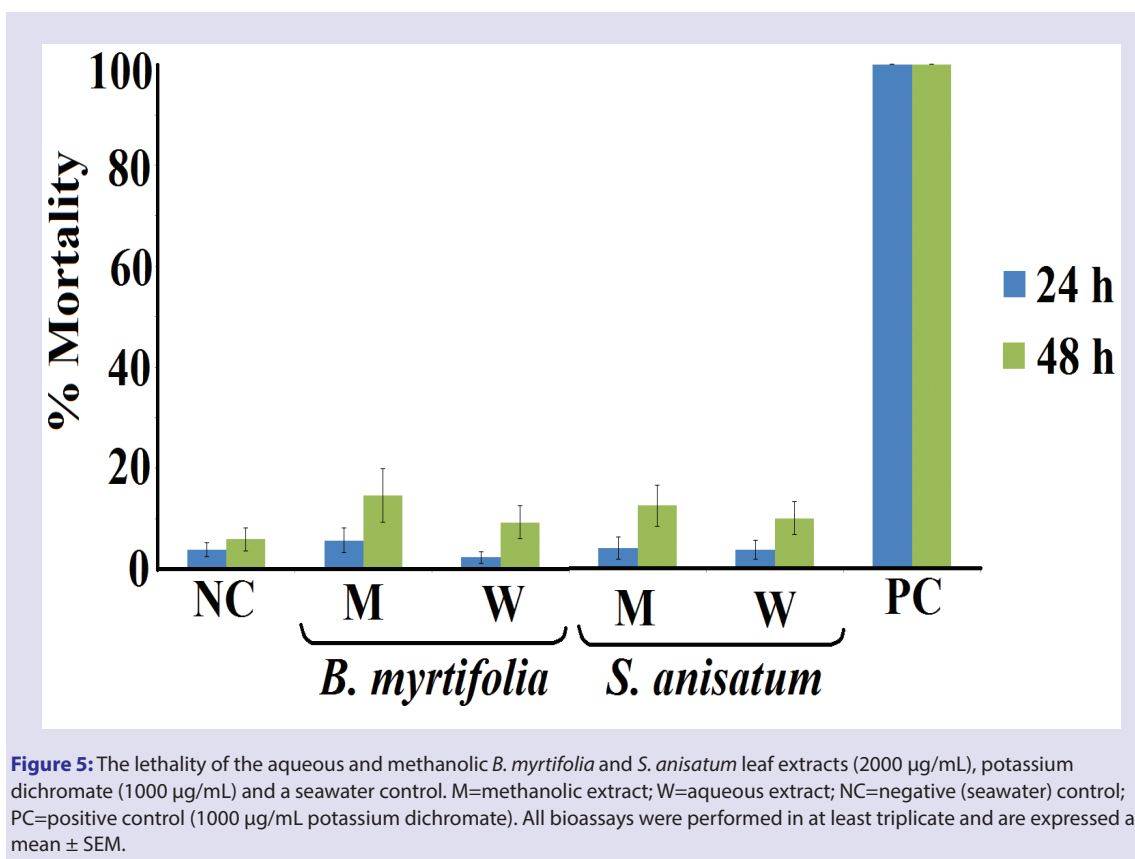 100
80
60
40
20
0
% Mortality
24 h
48 h
NC
M
W
M
W
PC
B. myrtifolia
S. anisatum
Figure 5: The lethality of the aqueous and methanolic B. myrtifolia and S. anisatum leaf extracts (2000 µg/mL), potassium
dichromate (1000 µg/mL) and a seawater control. M=methanolic extract; W=aqueous extract; NC=negative (seawater) control;
PC=positive control (1000 µg/mL potassium dichromate). All bioassays were performed in at least triplicate and are expressed a
mean ± SEM.